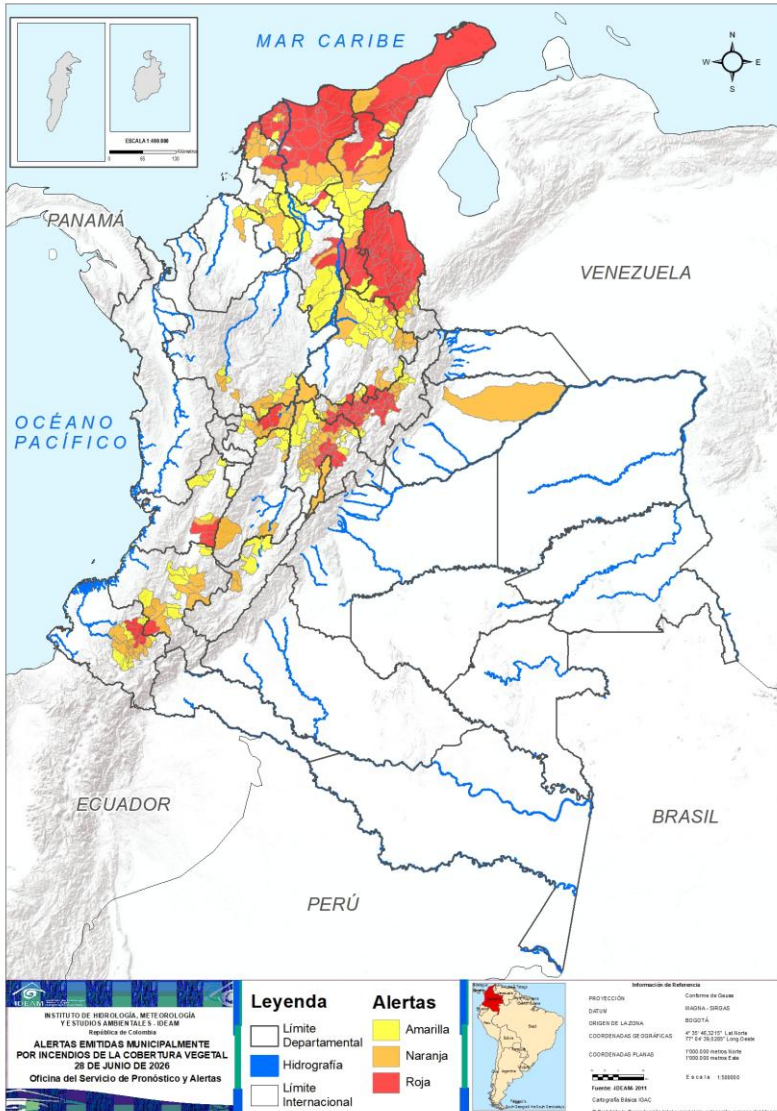 MAR CARIBE
N
W
E
S
ESCALA 1:400.000
PANAMÁ
VENEZUELA
OCÉANO
PACÍFICO
ECUADOR
BRASIL
PERÚ
IDEAM
INSTITUTO DE HIDROLOGÍA, METEOROLOGÍA
Y ESTUDIOS AMBIENTALES - IDEAM
República de Colombia
ALERTAS EMITIDAS MUNICIPALMENTE
POR INCENDIOS DE LA COBERTURA VEGETAL
28 DE JUNIO DE 2026
Oficina del Servicio de Pronóstico y Alertas
Leyenda
Límite
Departamental
Hidrografía
Límite
Internacional
Alertas
Amarilla
Naranja
Roja
Información de Referencia
PROYECCIÓN Conforme de Gauss
DATUM MAGNA - SIRGAS
ORIGEN DE LA ZONA BOGOTÁ
COORDENADAS GEOGRÁFICAS
COORDENADAS PLANAS 1'000.000 metros Norte
1'000.000 metros Este
Fuente: IDEAM- 2011
Cartografía Básica IGAC